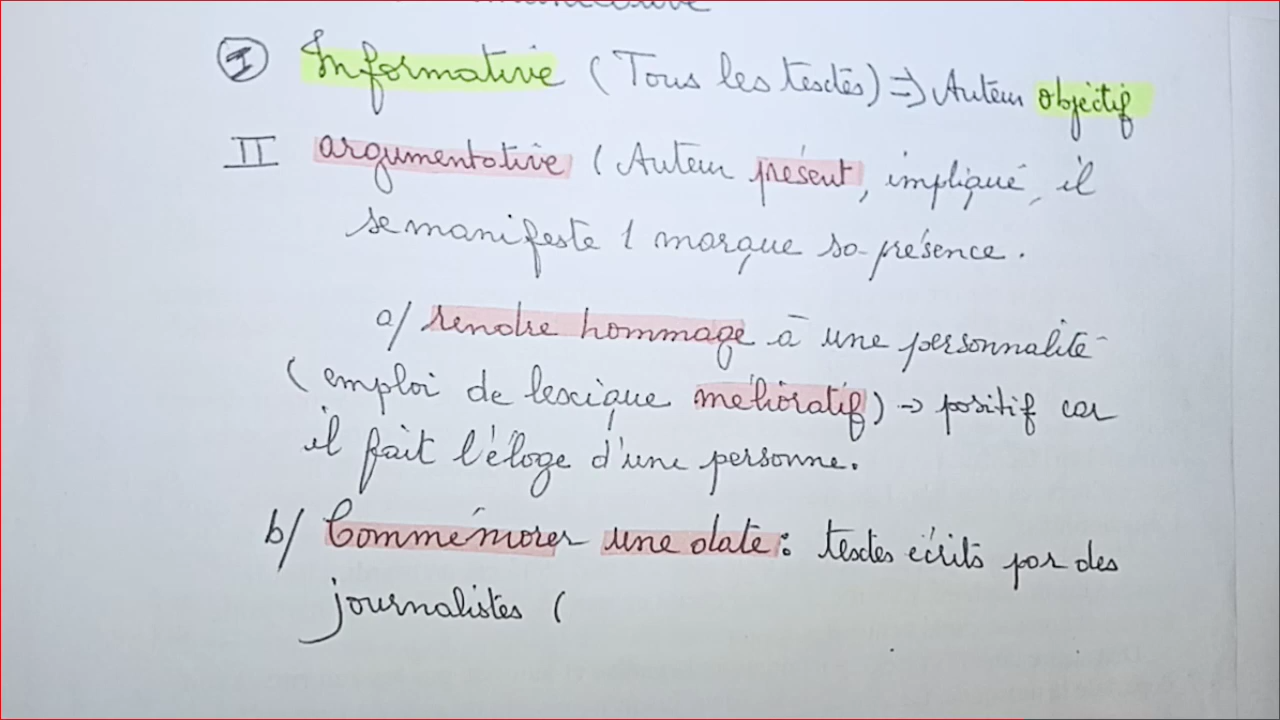 I Informative (Tous les textes) => Auteur objectif
II argumentative (Auteur présent, impliqué, il
se manifeste / marque sa présence.
a/ rendre hommage à une personnalité
(emploi de lexique mélioratif) -> positif car
il fait l'éloge d'une personne.
b/ Commémorer une date : textes écrits par des
journalistes (